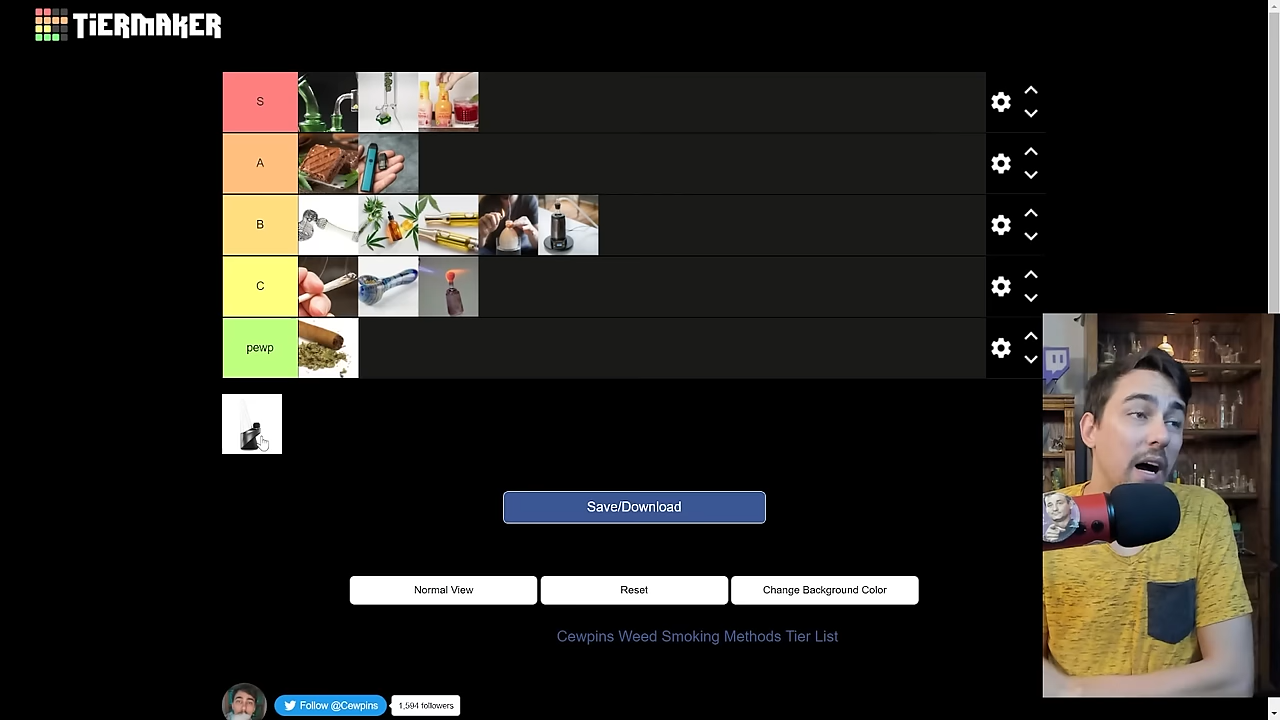 TiERMAKER
S
A
B
C
pewp
Save/Download
Normal View
Reset
Change Background Color
Cewpins Weed Smoking Methods Tier List
Follow @Cewpins
1,594 followers